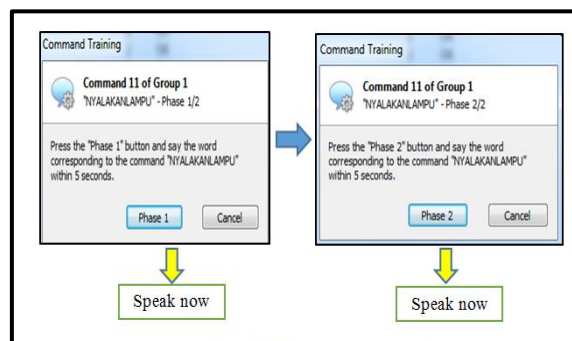 Command Training
Command 11 of Group 1
"NYALAKANLAMPU" - Phase 1/2
Press the "Phase 1" button and say the word
corresponding to the command "NYALAKANLAMPU"
within 5 seconds.
Phase 1
Cancel
Speak now
Command Training
Command 11 of Group 1
"NYALAKANLAMPU" - Phase 2/2
Press the "Phase 2" button and say the word
corresponding to the command "NYALAKANLAMPU"
within 5 seconds.
Phase 2
Cancel
Speak now